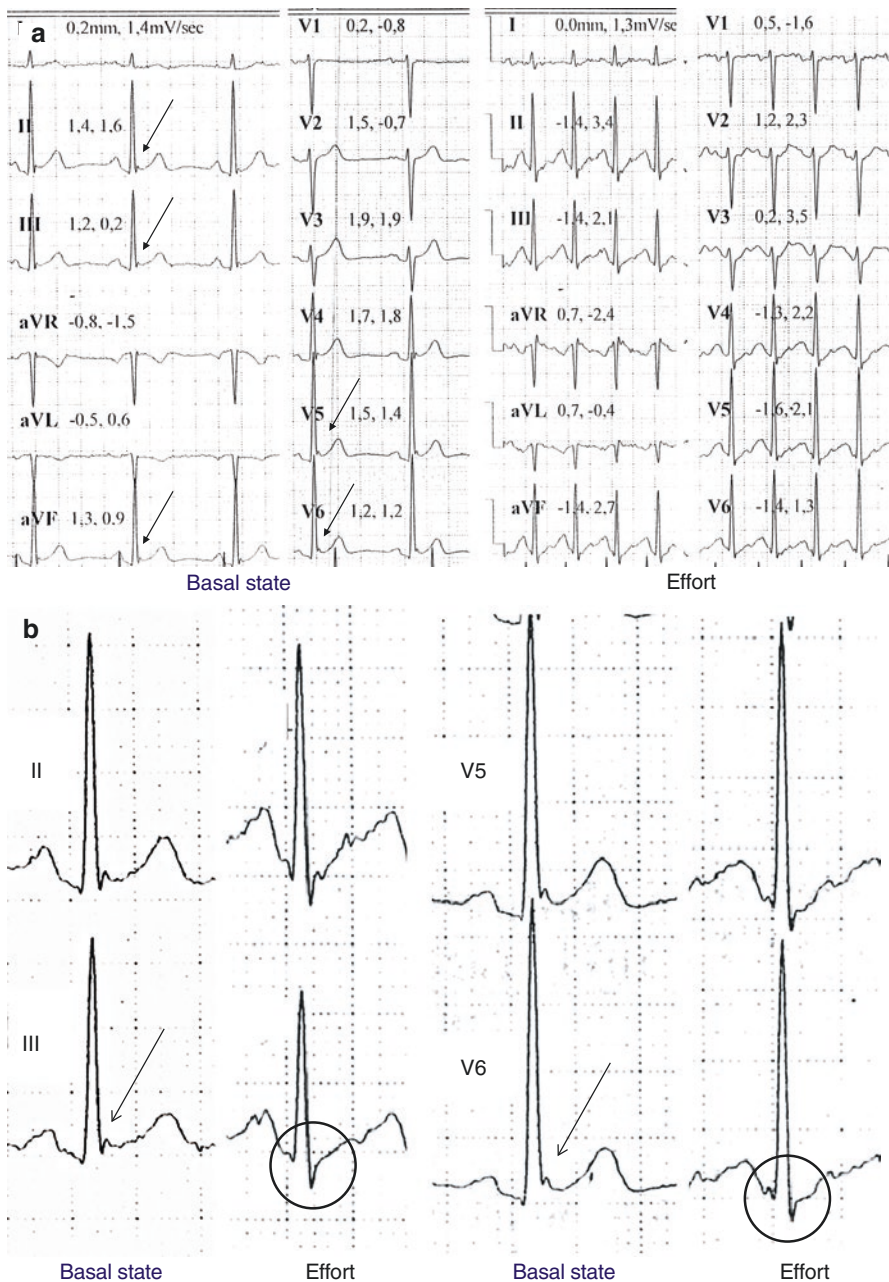 a
I 0,2mm, 1,4mV/sec
II 1,4, 1,6
III 1,2, 0,2
aVR -0,8, -1,5
aVL -0,5, 0,6
aVF 1,3, 0,9
V1 0,2, -0,8
V2 1,5, -0,7
V3 1,9, 1,9
V4 1,7, 1,8
V5 1,5, 1,4
V6 1,2, 1,2
Basal state
I 0.0mm, 1,3mV/se
II -1,4, 3,4
III -1,4, 2,1
aVR 0,7, -2,4
aVL 0,7, -0,4
aVF -1,4, 2,7
V1 0,5, -1,6
V2 1,2, 2,3
V3 0,2, 3,5
V4 -1,3, 2,2
V5 -1,6, 2,1
V6 -1,4, 1,3
Effort
b
II
III
Basal state
Effort
V5
V6
Basal state
Effort